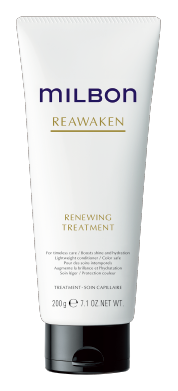 MILBON
REAWAKEN
RENEWING
TREATMENT
For timeless care / Boosts shine and hydration
Lightweight conditioner / Color safe
Pour des soins intemporels
Augmente la brillance et l'hydratation
Soin léger / Protection couleur
TREATMENT • SOIN CAPILLAIRE
200g ℮ 7.1 OZ NET WT.